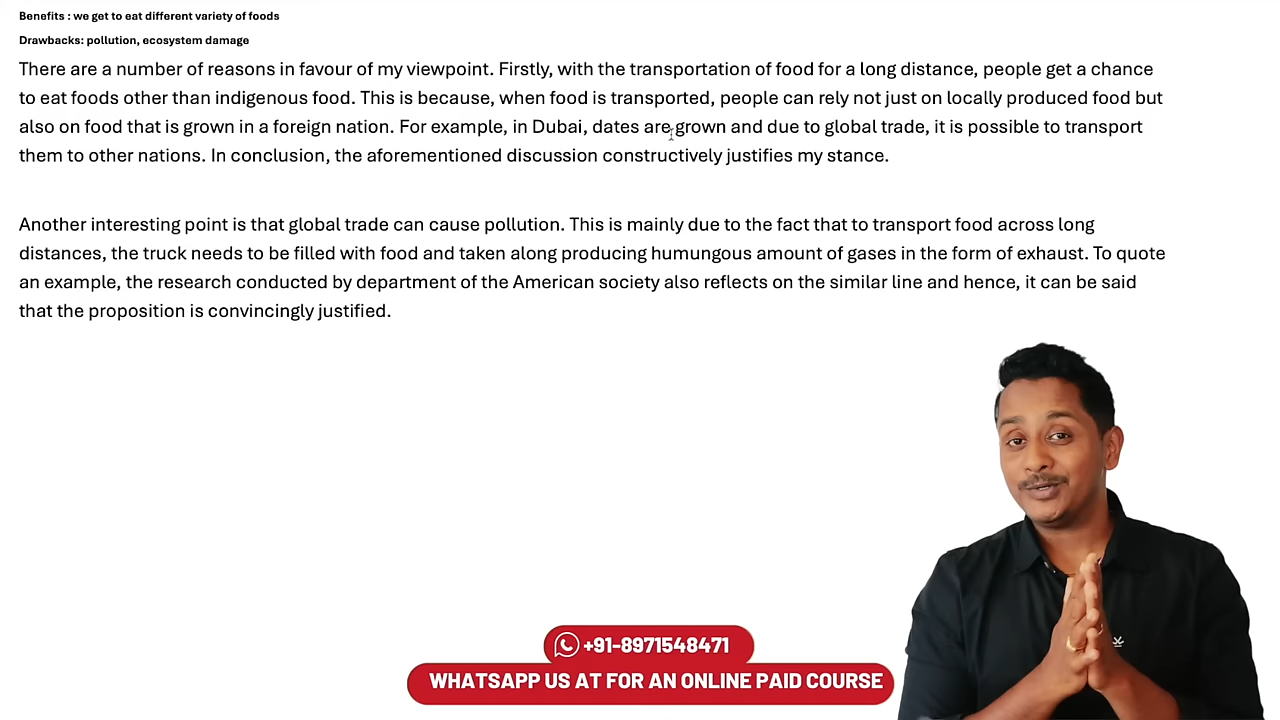 Benefits : we get to eat different variety of foods
Drawbacks: pollution, ecosystem damage
There are a number of reasons in favour of my viewpoint. Firstly, with the transportation of food for a long distance, people get a chance
to eat foods other than indigenous food. This is because, when food is transported, people can rely not just on locally produced food but
also on food that is grown in a foreign nation. For example, in Dubai, dates are grown and due to global trade, it is possible to transport
them to other nations. In conclusion, the aforementioned discussion constructively justifies my stance.
Another interesting point is that global trade can cause pollution. This is mainly due to the fact that to transport food across long
distances, the truck needs to be filled with food and taken along producing humungous amount of gases in the form of exhaust. To quote
an example, the research conducted by department of the American society also reflects on the similar line and hence, it can be said
that the proposition is convincingly justified.
+91-8971548471
WHATSAPP US AT FOR AN ONLINE PAID COURSE